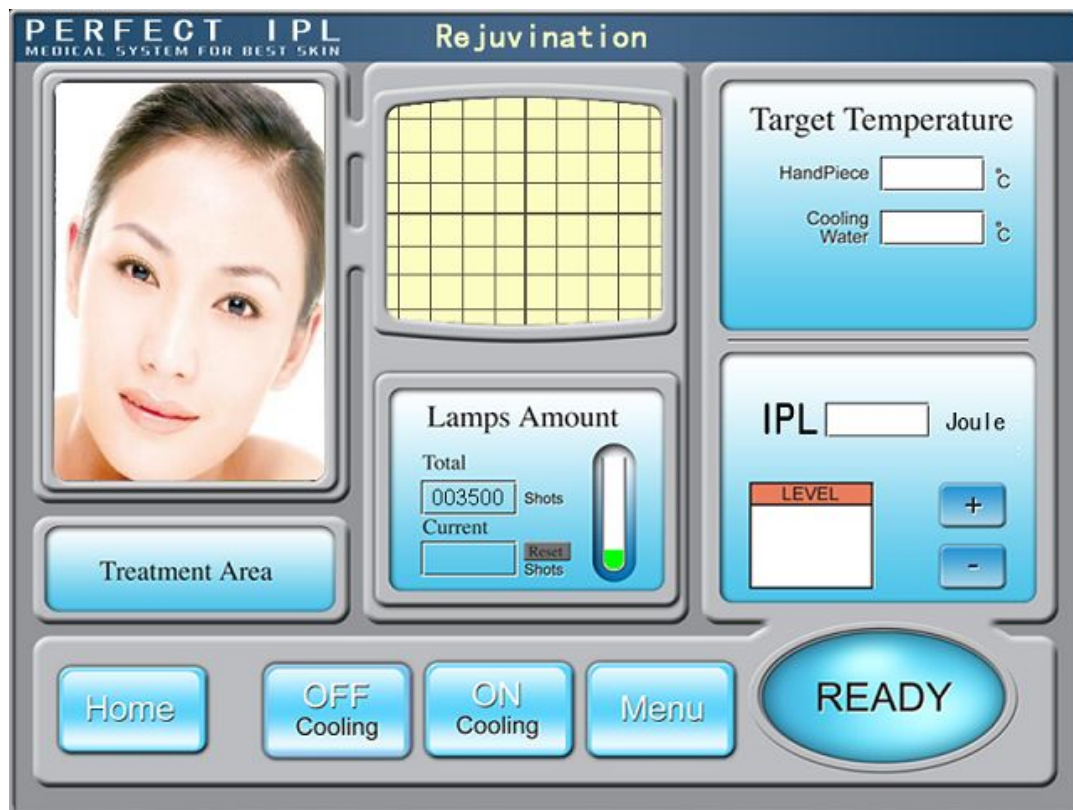 PERFECT IPL
MEDICAL SYSTEM FOR BEST SKIN
Rejuvination
Target Temperature
HandPiece °C
Cooling
Water °C
Lamps Amount
Total
003500 Shots
Current
Reset
Shots
IPL Joule
LEVEL
+
-
Treatment Area
Home
OFF
Cooling
ON
Cooling
Menu
READY